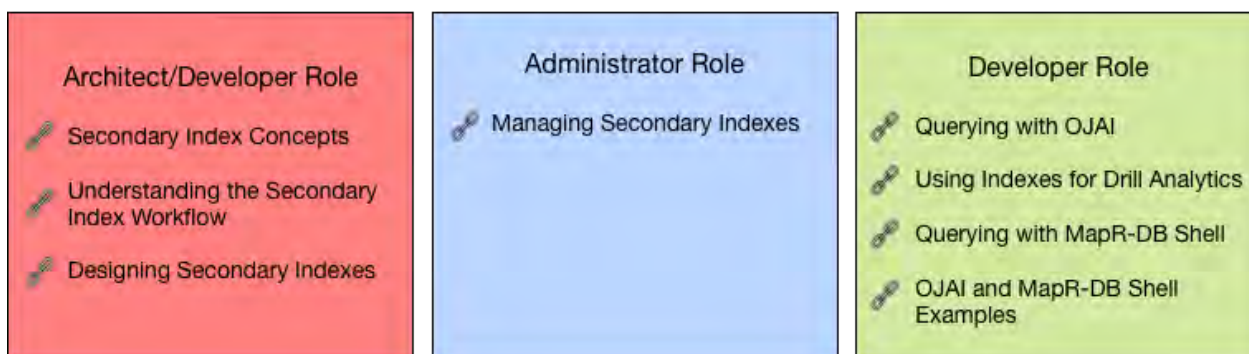 Architect/Developer Role
Secondary Index Concepts
Understanding the Secondary
Index Workflow
Designing Secondary Indexes
Administrator Role
Managing Secondary Indexes
Developer Role
Querying with OJAI
Using Indexes for Drill Analytics
Querying with MapR-DB Shell
OJAI and MapR-DB Shell
Examples